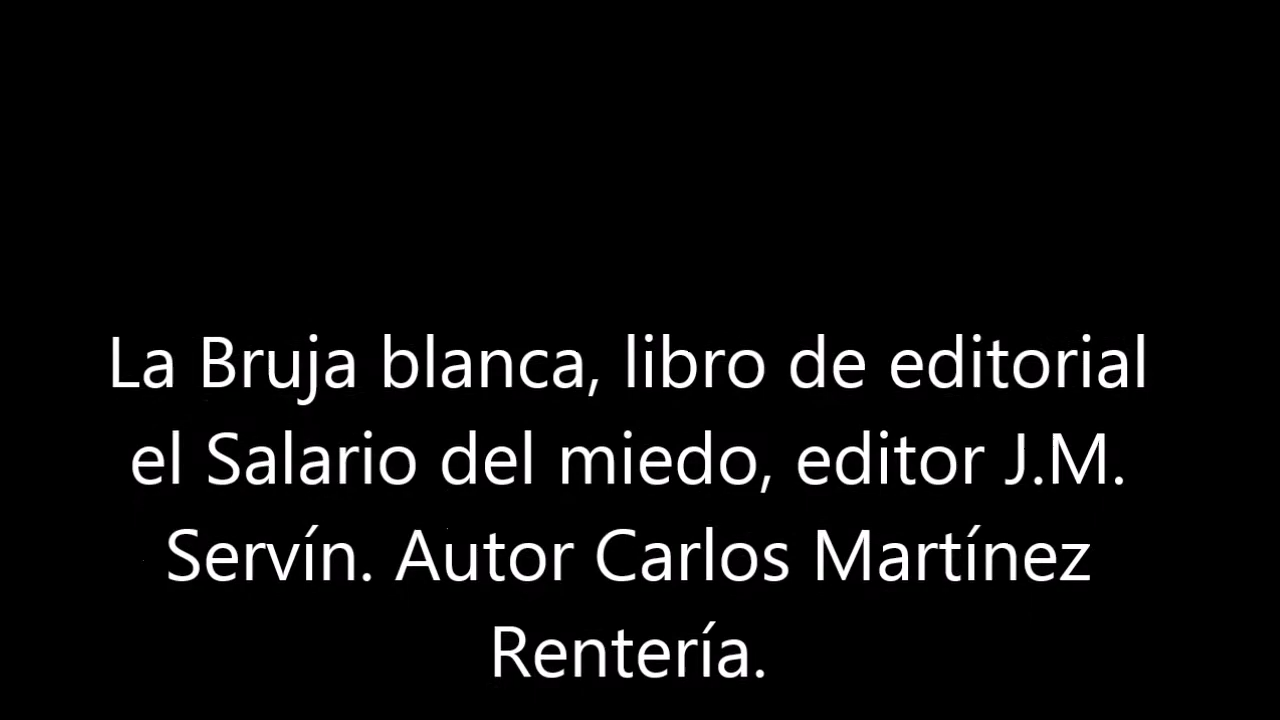 La Bruja blanca, libro de editorial
el Salario del miedo, editor J.M.
Servín. Autor Carlos Martínez
Rentería.